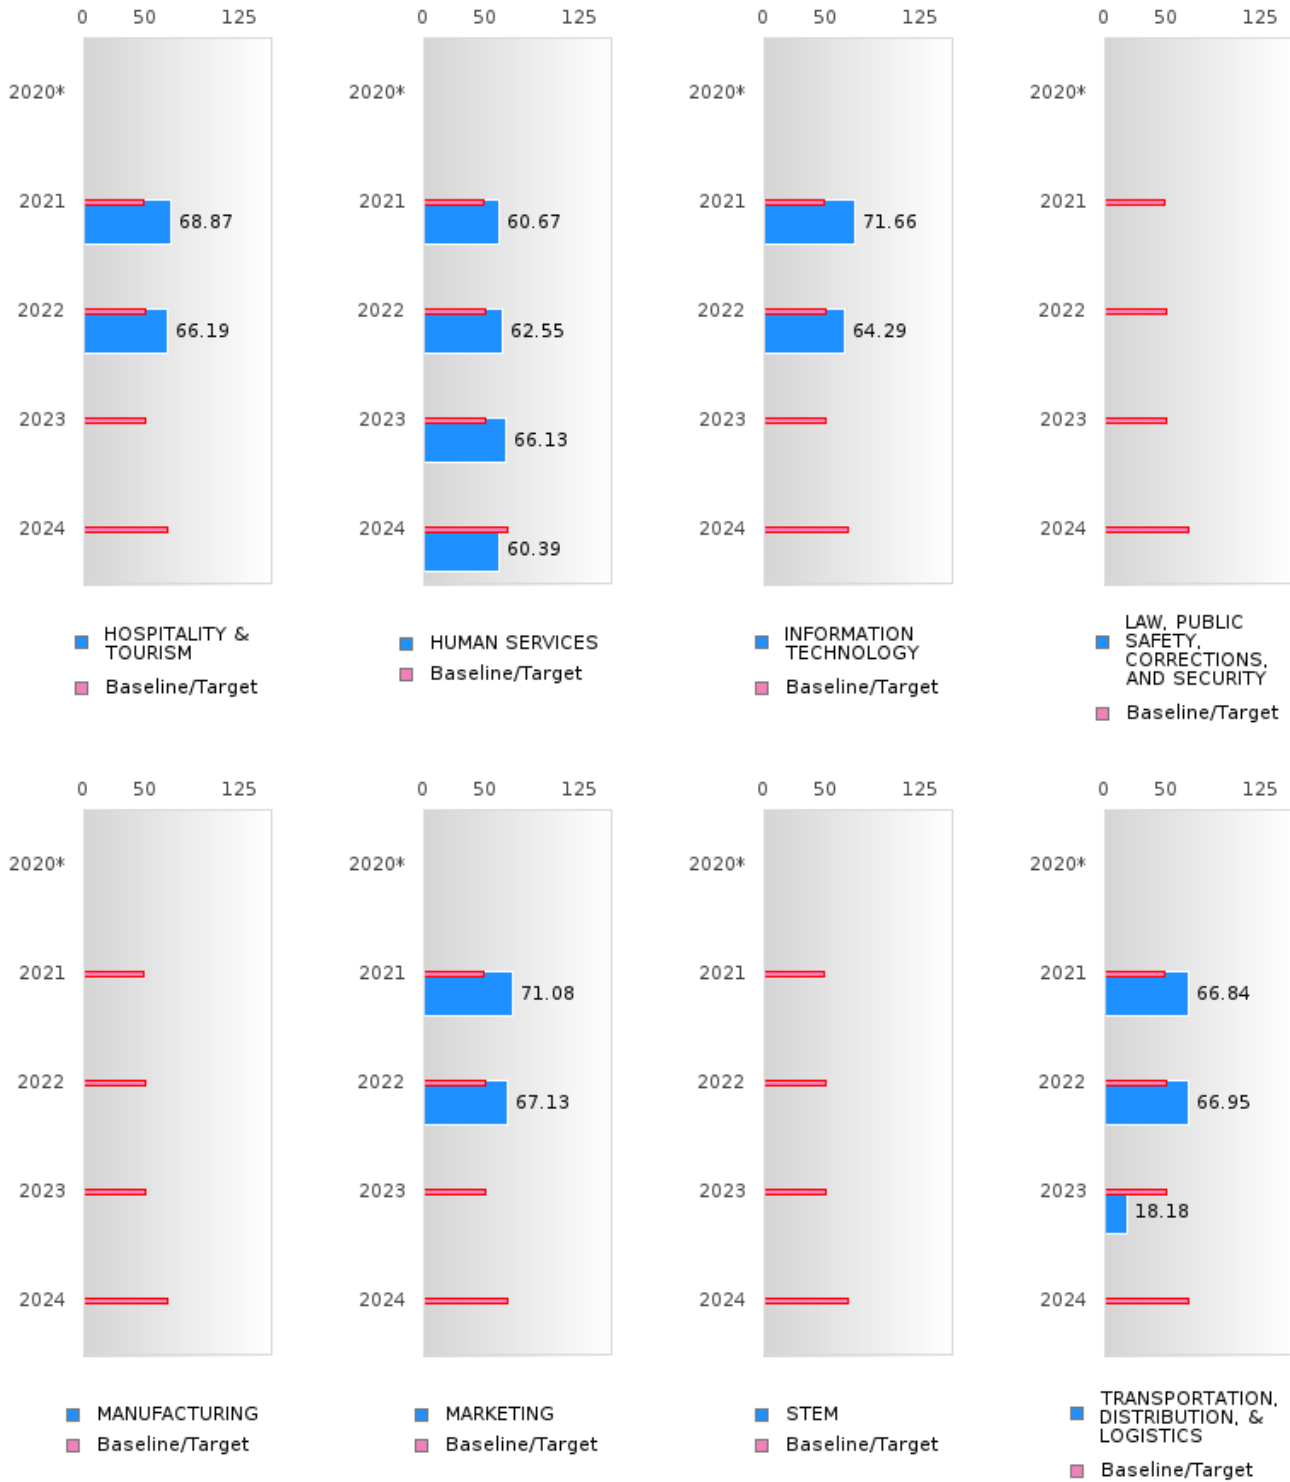 0 50 125
0 50 125
0 50 125
0 50 125
2020*
2020*
2020*
2020*
2021
68.87
2021
60.67
2021
71.66
2021
2022
66.19
2022
62.55
2022
64.29
2022
2023
2023
66.13
2023
2023
2024
2024
60.39
2024
2024
HOSPITALITY &
TOURISM
Baseline/Target
HUMAN SERVICES
Baseline/Target
INFORMATION
TECHNOLOGY
Baseline/Target
LAW, PUBLIC
SAFETY,
CORRECTIONS,
AND SECURITY
Baseline/Target
0 50 125
0 50 125
0 50 125
0 50 125
2020*
2020*
2020*
2020*
2021
2021
71.08
2021
2021
66.84
2022
2022
67.13
2022
2022
66.95
2023
2023
2023
2023
18.18
2024
2024
2024
2024
MANUFACTURING
Baseline/Target
MARKETING
Baseline/Target
STEM
Baseline/Target
TRANSPORTATION,
DISTRIBUTION, &
LOGISTICS
Baseline/Target